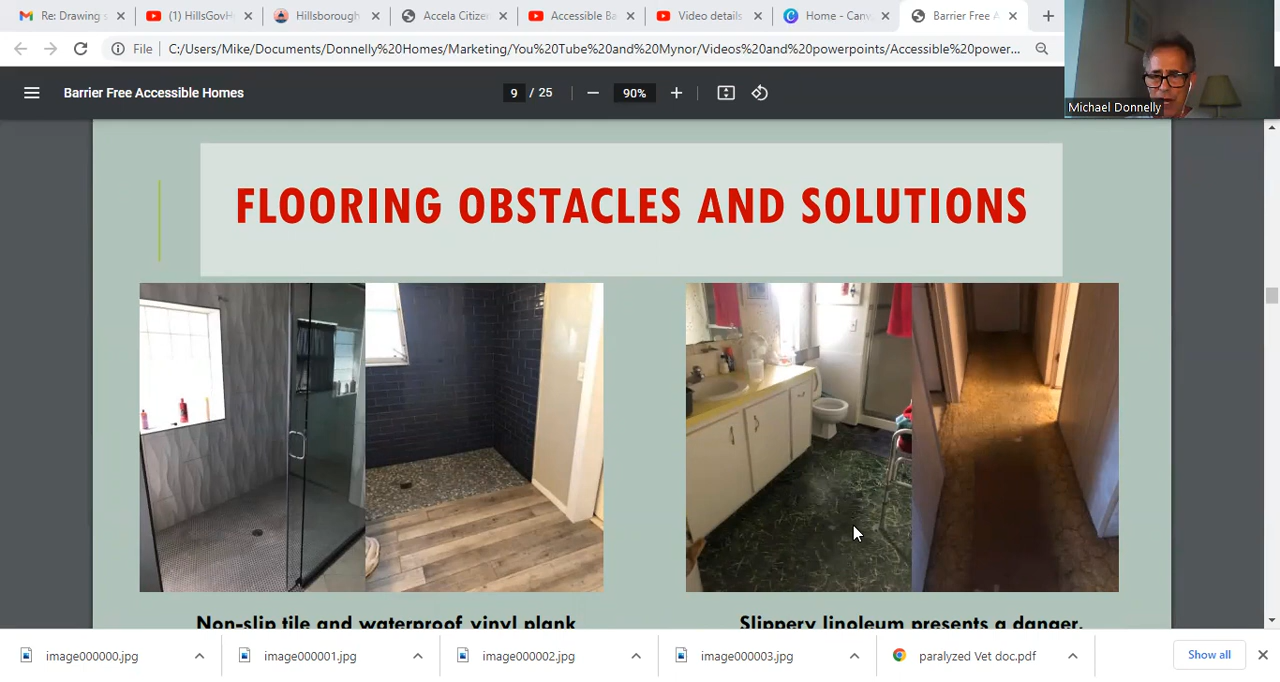 Re: Drawing s
(1) HillsGovH
Hillsborough
Accela Citizen
Accessible Ba
Video details
Home - Canv
Barrier Free A
File
C:/Users/Mike/Documents/Donnelly%20Homes/Marketing/You%20Tube%20and%20Mynor/Videos%20and%20powerpoints/Accessible%20power...
Michael Donnelly
Barrier Free Accessible Homes
9 / 25
90%
FLOORING OBSTACLES AND SOLUTIONS
Non-slip tile and waterproof vinyl plank
Slippery linoleum presents a danger.
image000000.jpg
image000001.jpg
image000002.jpg
image000003.jpg
paralyzed Vet doc.pdf
Show all